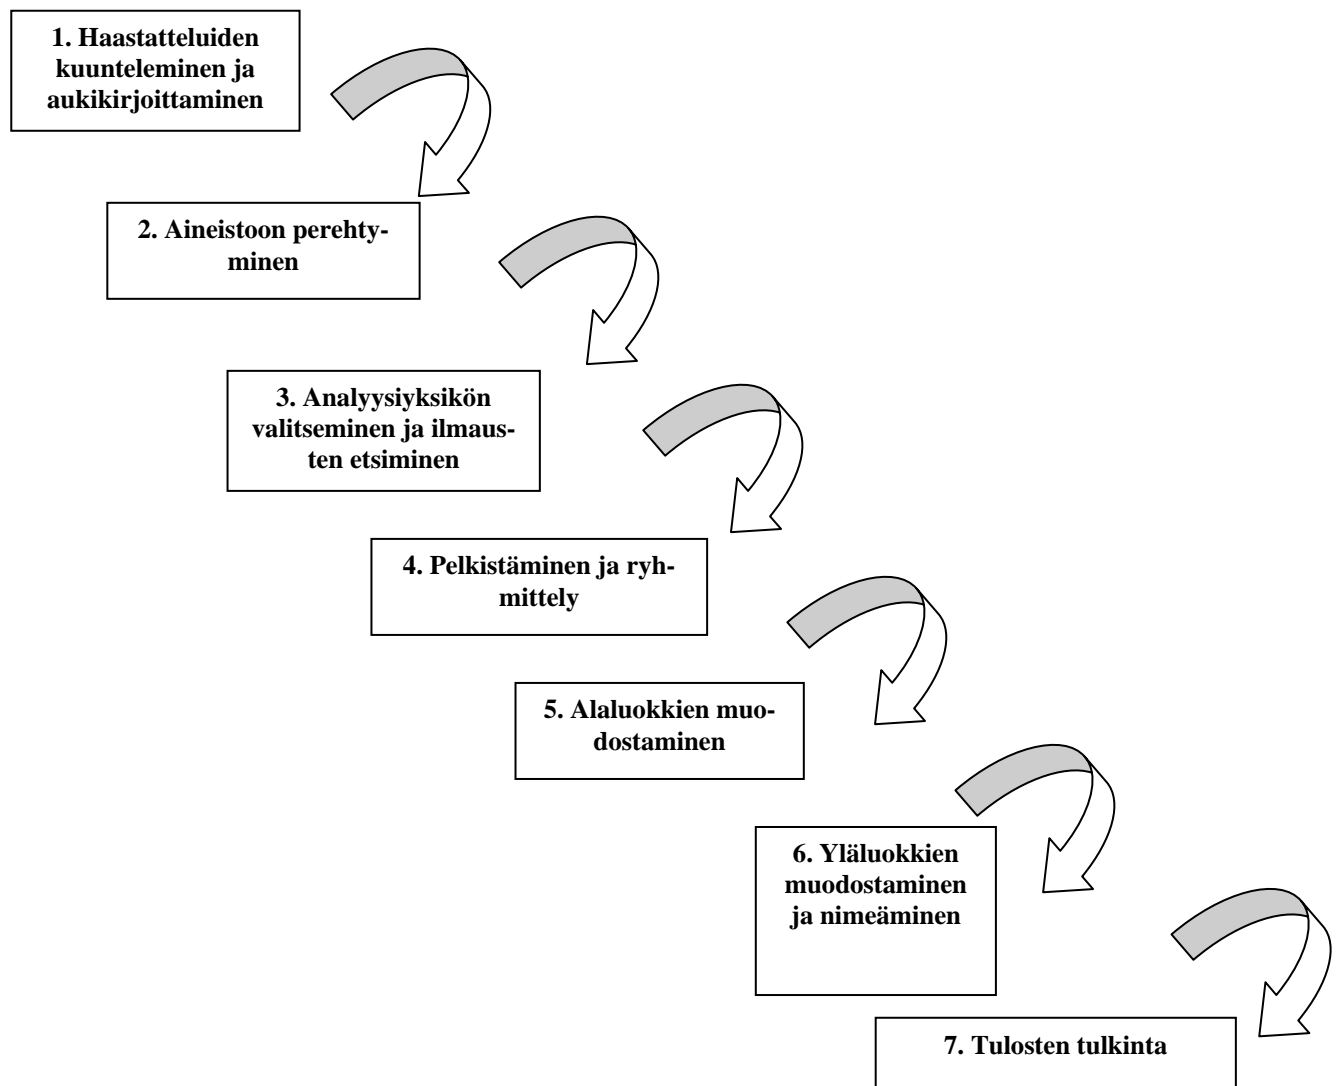 1. Haastatteluiden
kuunteleminen ja
aukikirjoittaminen
2. Aineistoon perehty-
minen
3. Analyysiyksikön
valitseminen ja ilmaus-
ten etsiminen
4. Pelkistäminen ja ryh-
mittely
5. Alaluokkien muo-
dostaminen
6. Yläluokkien
muodostaminen
ja nimeäminen
7. Tulosten tulkinta